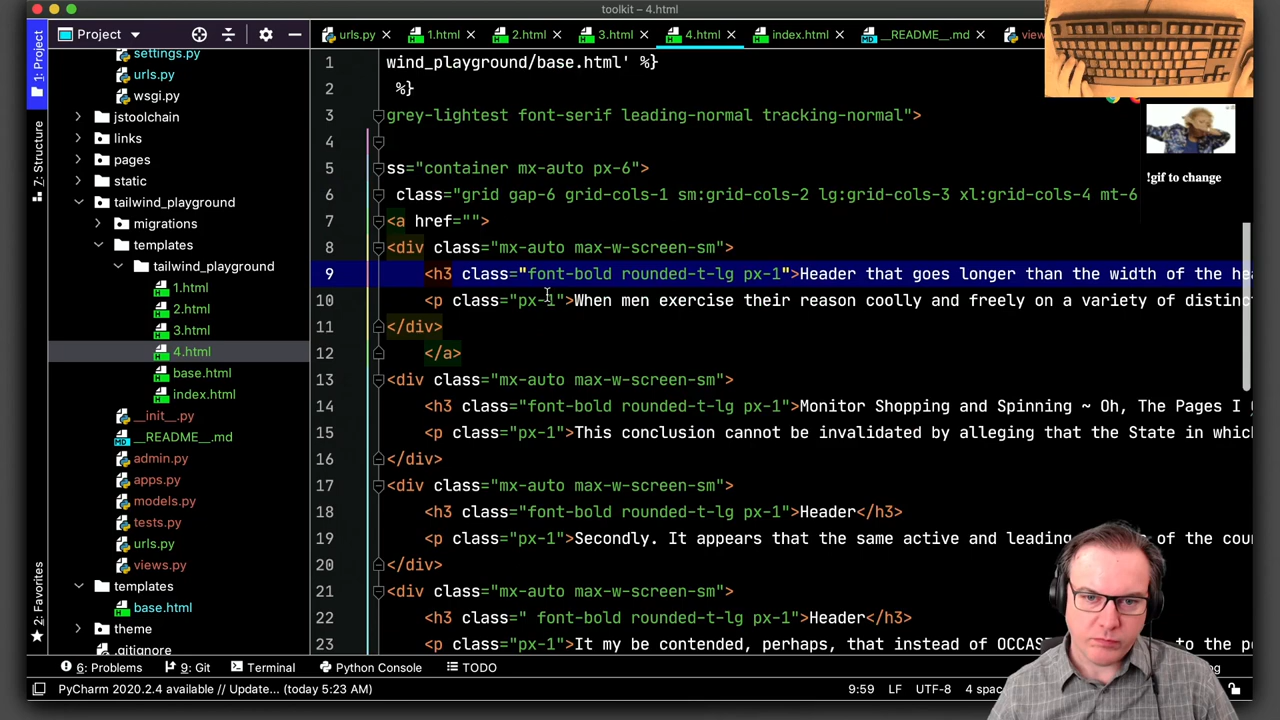 toolkit – 4.html
Project
urls.py
1.html
2.html
3.html
4.html
index.html
__README__.md
1: Project
7: Structure
2: Favorites
settings.py
urls.py
wsgi.py
jstoolchain
links
pages
static
tailwind_playground
migrations
templates
tailwind_playground
1.html
2.html
3.html
4.html
base.html
index.html
__init__.py
__README__.md
admin.py
apps.py
models.py
tests.py
urls.py
views.py
templates
base.html
theme
.gitignore
1 wind_playground/base.html' %}
2 %}
3 grey-lightest font-serif leading-normal tracking-normal">
4
5 ss="container mx-auto px-6">
6 class="grid gap-6 grid-cols-1 sm:grid-cols-2 lg:grid-cols-3 xl:grid-cols-4 mt-6
7 <a href="">
8 <div class="mx-auto max-w-screen-sm">
9 <h3 class="font-bold rounded-t-lg px-1">Header that goes longer than the width of the
10 <p class="px-1">When men exercise their reason coolly and freely on a variety of
11 </div>
12 </a>
13 <div class="mx-auto max-w-screen-sm">
14 <h3 class="font-bold rounded-t-lg px-1">Monitor Shopping and Spinning ~ Oh, The Pages I
15 <p class="px-1">This conclusion cannot be invalidated by alleging that the State in
16 </div>
17 <div class="mx-auto max-w-screen-sm">
18 <h3 class="font-bold rounded-t-lg px-1">Header</h3>
19 <p class="px-1">Secondly. It appears that the same active and leading of the
20 </div>
21 <div class="mx-auto max-w-screen-sm">
22 <h3 class=" font-bold rounded-t-lg px-1">Header</h3>
23 <p class="px-1">It my be contended, perhaps, that instead of to the
!gif to change
6: Problems
9: Git
Terminal
Python Console
TODO
PyCharm 2020.2.4 available // Update... (today 5:23 AM)
9:59
LF
UTF-8